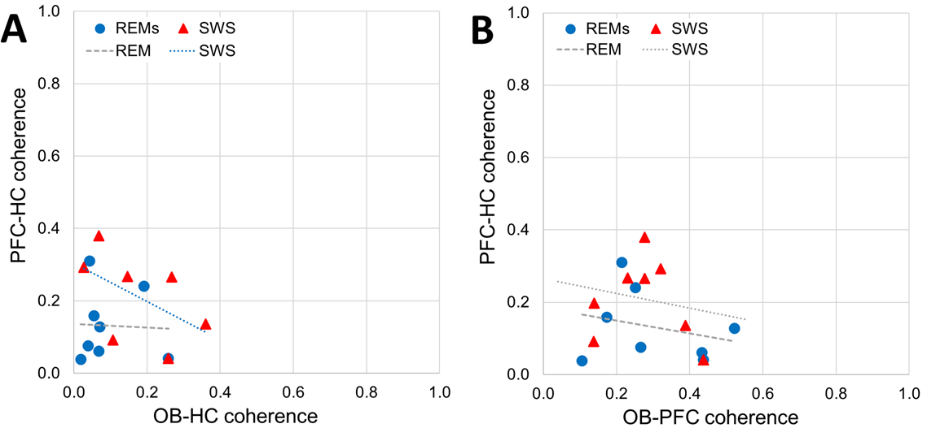 A
PFC-HC coherence
1.0
0.8
0.6
0.4
0.2
0.0
REMs SWS
REM SWS
0.0 0.2 0.4 0.6 0.8 1.0
OB-HC coherence
B
PFC-HC coherence
1.0
0.8
0.6
0.4
0.2
0.0
REMs SWS
REM SWS
0.0 0.2 0.4 0.6 0.8 1.0
OB-PFC coherence